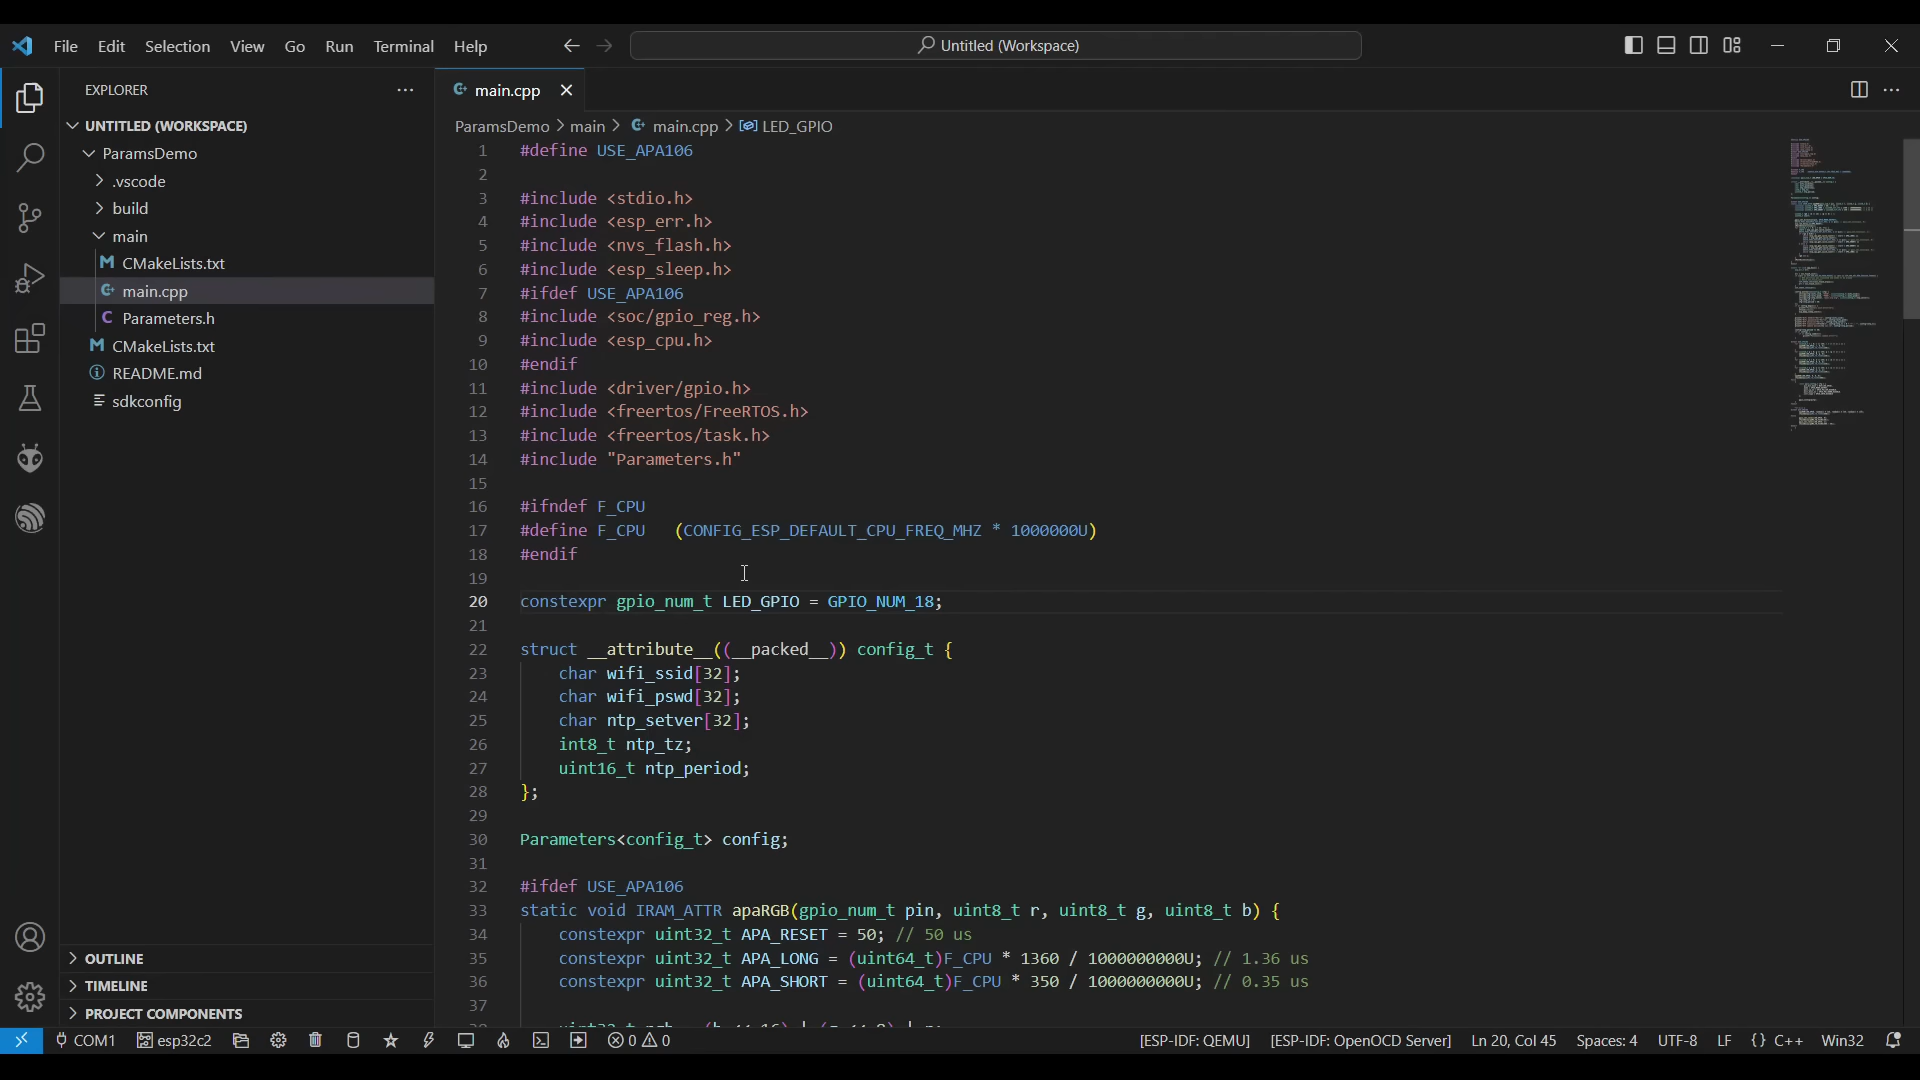 File Edit Selection View Go Run Terminal Help
Untitled (Workspace)
EXPLORER
UNTITLED (WORKSPACE)
ParamsDemo
.vscode
build
main
CMakeLists.txt
main.cpp
Parameters.h
CMakeLists.txt
README.md
sdkconfig
OUTLINE
TIMELINE
PROJECT COMPONENTS
main.cpp
ParamsDemo > main > main.cpp > LED_GPIO
1 #define USE_APA106
2
3 #include <stdio.h>
4 #include <esp_err.h>
5 #include <nvs_flash.h>
6 #include <esp_sleep.h>
7 #ifdef USE_APA106
8 #include <soc/gpio_reg.h>
9 #include <esp_cpu.h>
10 #endif
11 #include <driver/gpio.h>
12 #include <freertos/FreeRTOS.h>
13 #include <freertos/task.h>
14 #include "Parameters.h"
15
16 #ifndef F_CPU
17 #define F_CPU   (CONFIG_ESP_DEFAULT_CPU_FREQ_MHZ * 1000000U)
18 #endif
19
20 constexpr gpio_num_t LED_GPIO = GPIO_NUM_18;
21
22 struct __attribute__((__packed__)) config_t {
23     char wifi_ssid[32];
24     char wifi_pswd[32];
25     char ntp_setver[32];
26     int8_t ntp_tz;
27     uint16_t ntp_period;
28 };
29
30 Parameters<config_t> config;
31
32 #ifdef USE_APA106
33 static void IRAM_ATTR apaRGB(gpio_num_t pin, uint8_t r, uint8_t g, uint8_t b) {
34     constexpr uint32_t APA_RESET = 50; // 50 us
35     constexpr uint32_t APA_LONG = (uint64_t)F_CPU * 1360 / 1000000000U; // 1.36 us
36     constexpr uint32_t APA_SHORT = (uint64_t)F_CPU * 350 / 1000000000U; // 0.35 us
37
COM1 esp32c2 0 0 [ESP-IDF: QEMU] [ESP-IDF: OpenOCD Server] Ln 20, Col 45 Spaces: 4 UTF-8 LF {} C++ Win32